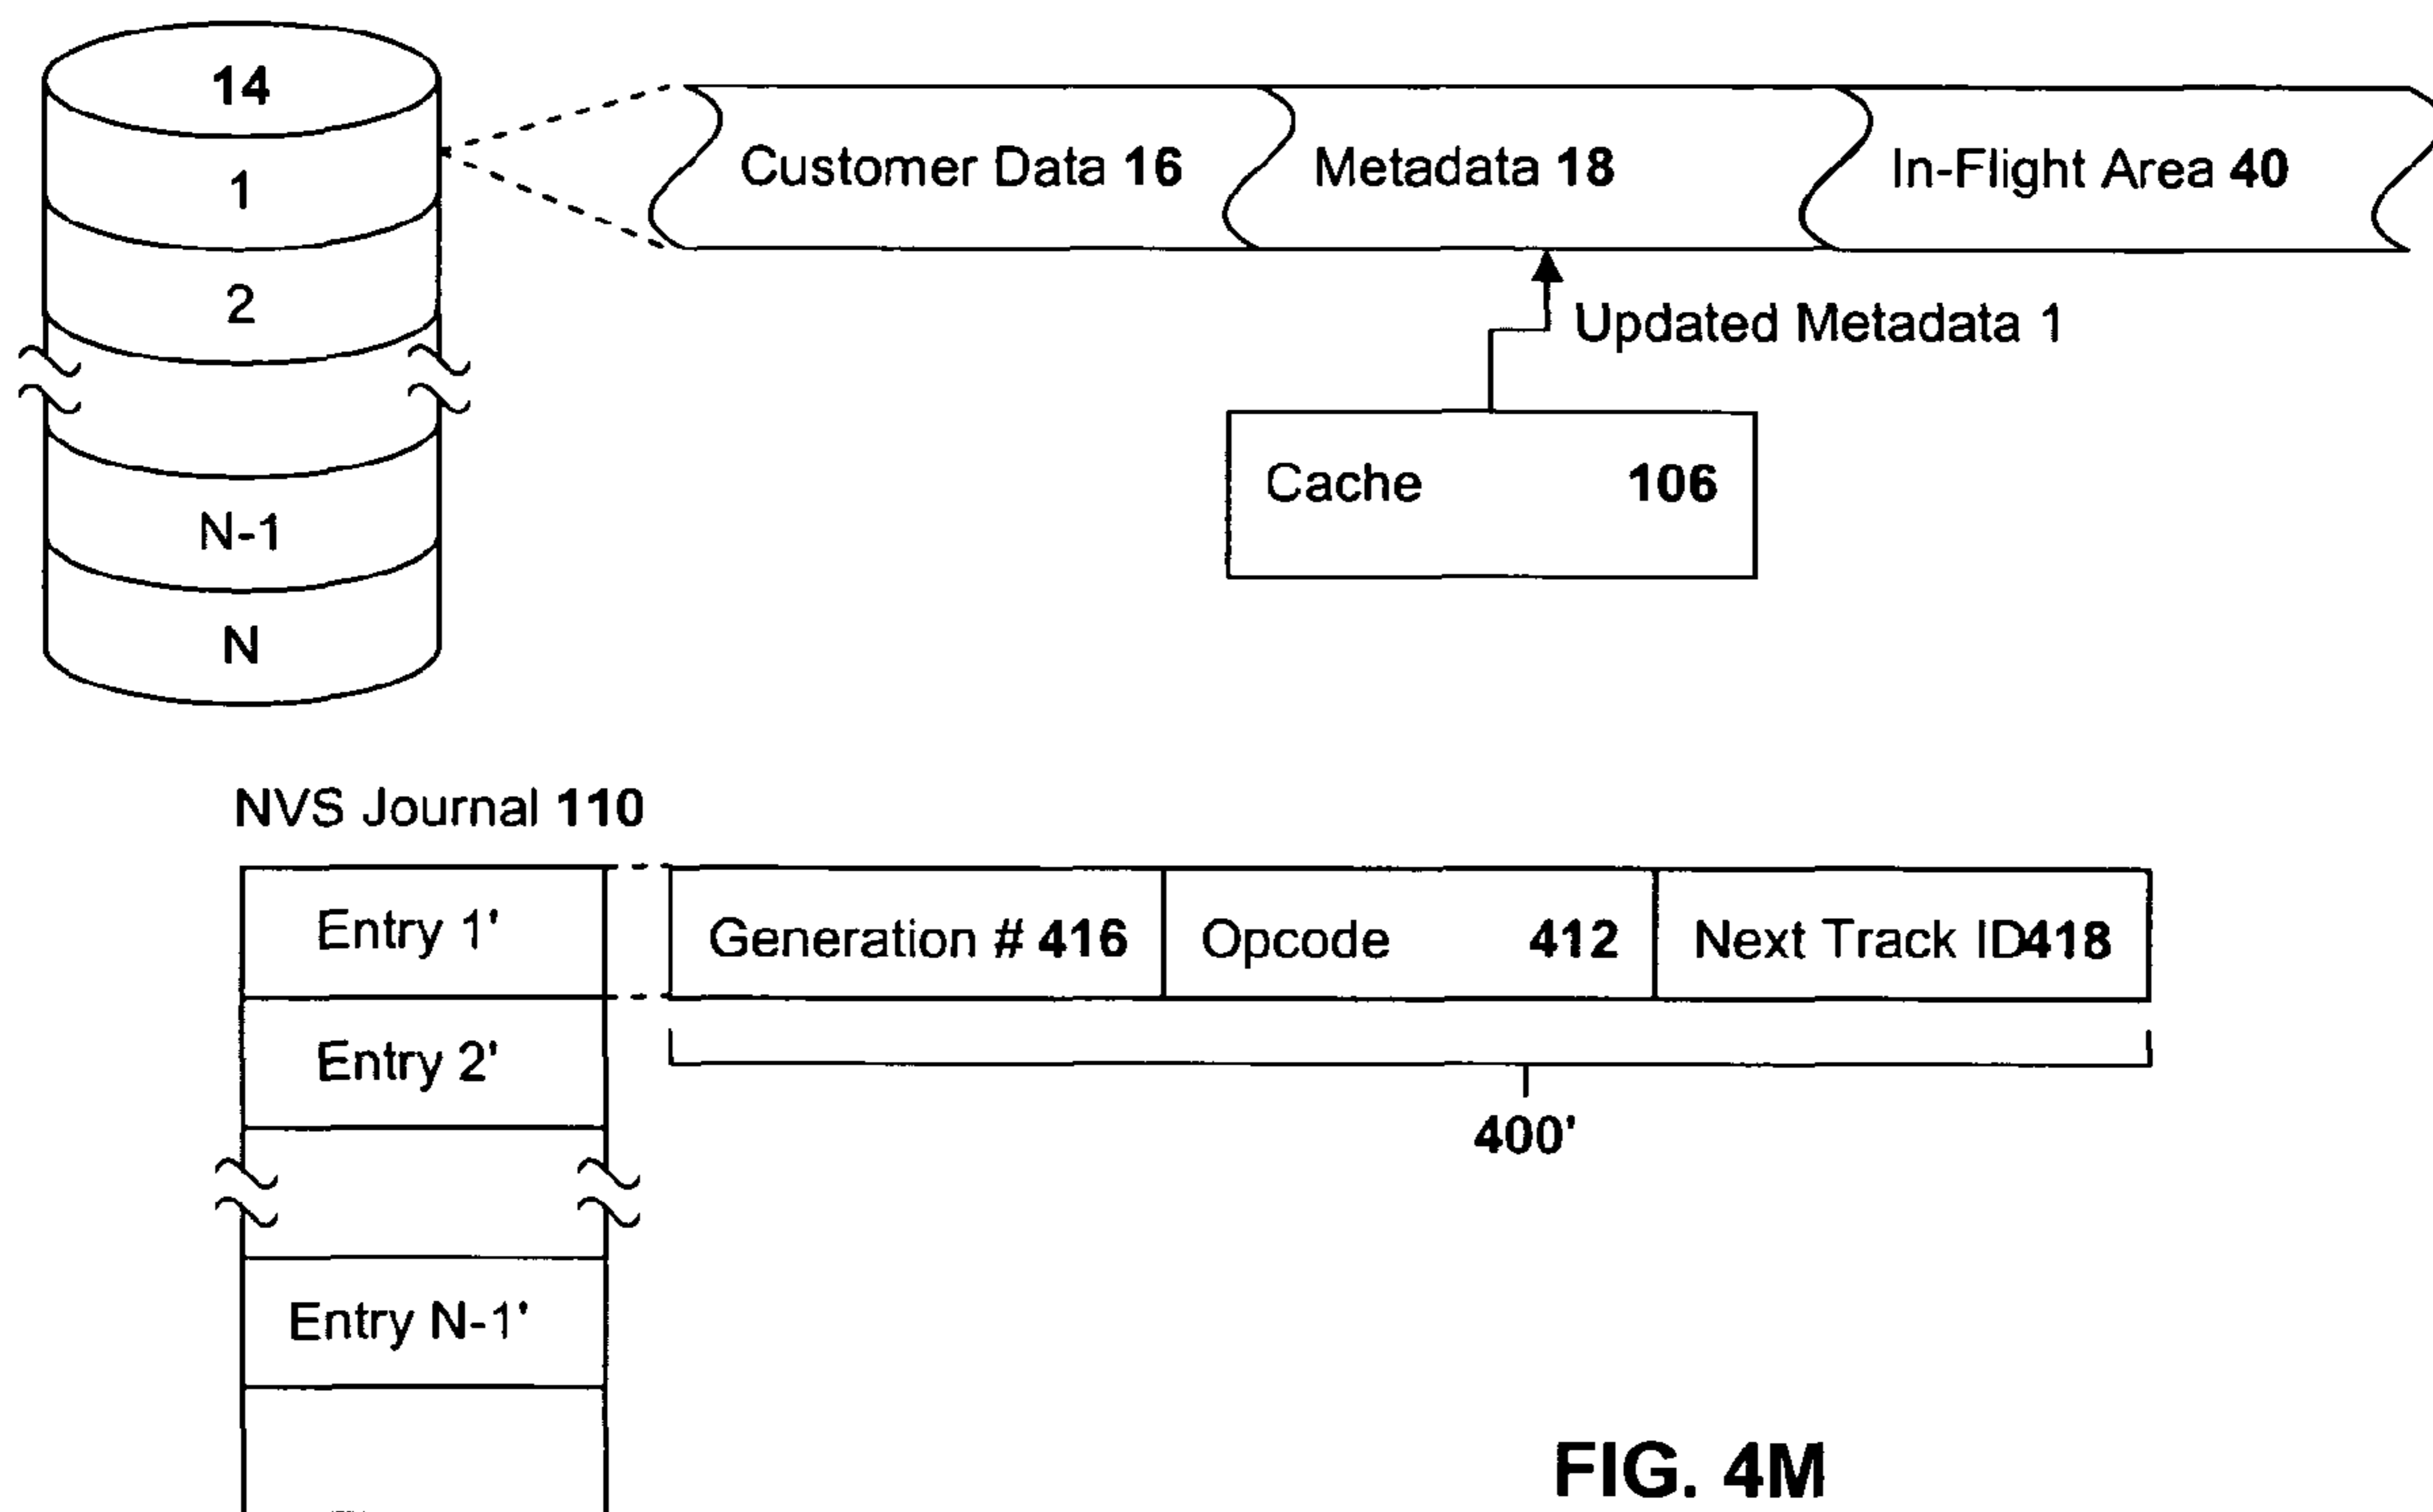 14
1
2
N-1
N
Customer Data 16
Metadata 18
In-Flight Area 40
Updated Metadata 1
Cache 106
NVS Journal 110
Entry 1'
Generation # 416
Opcode 412
Next Track ID418
Entry 2'
400'
Entry N-1'
FIG. 4M